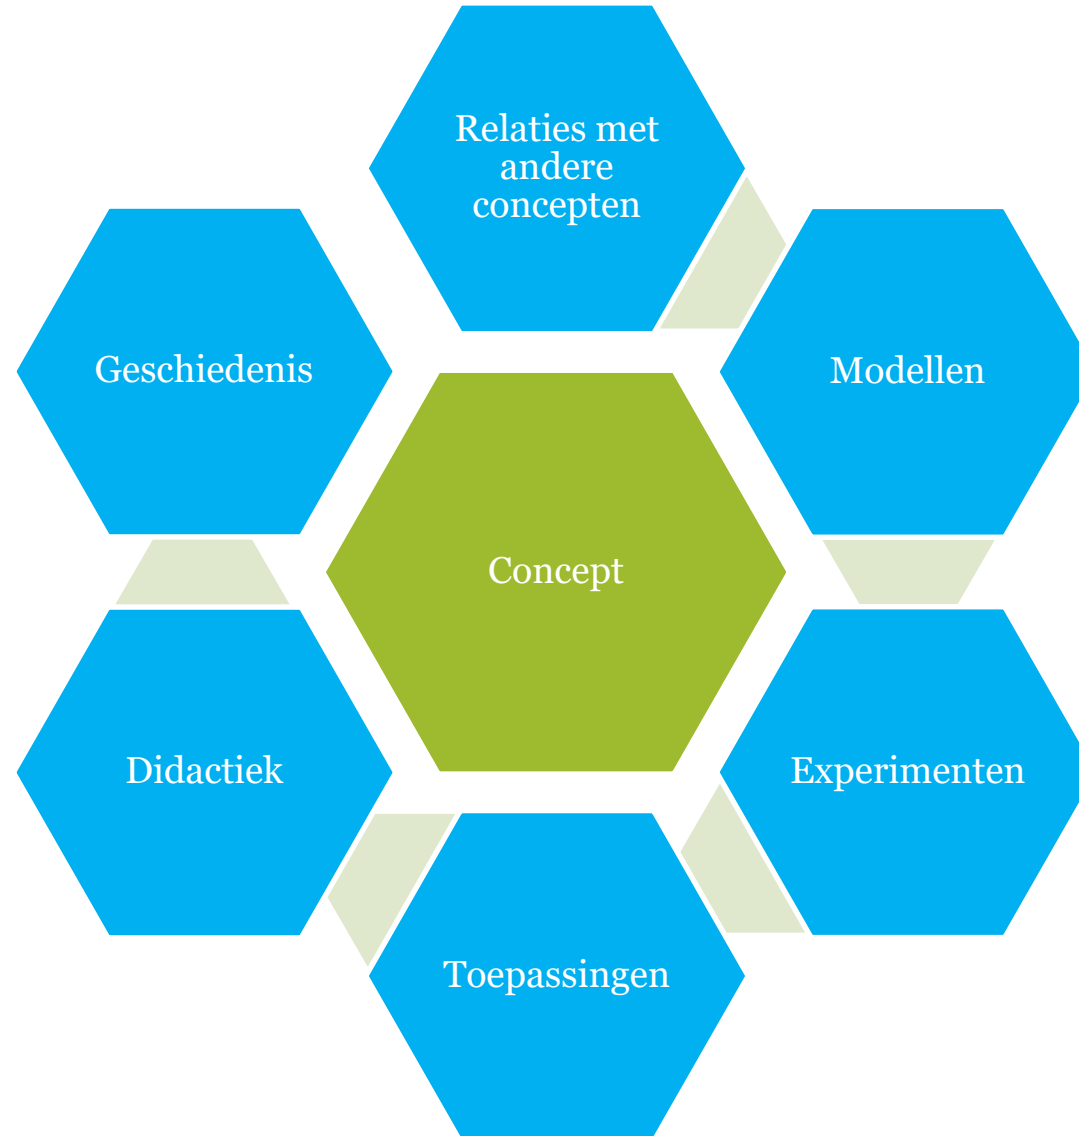 Relaties met
andere
concepten
Geschiedenis
Modellen
Concept
Didactiek
Experimenten
Toepassingen